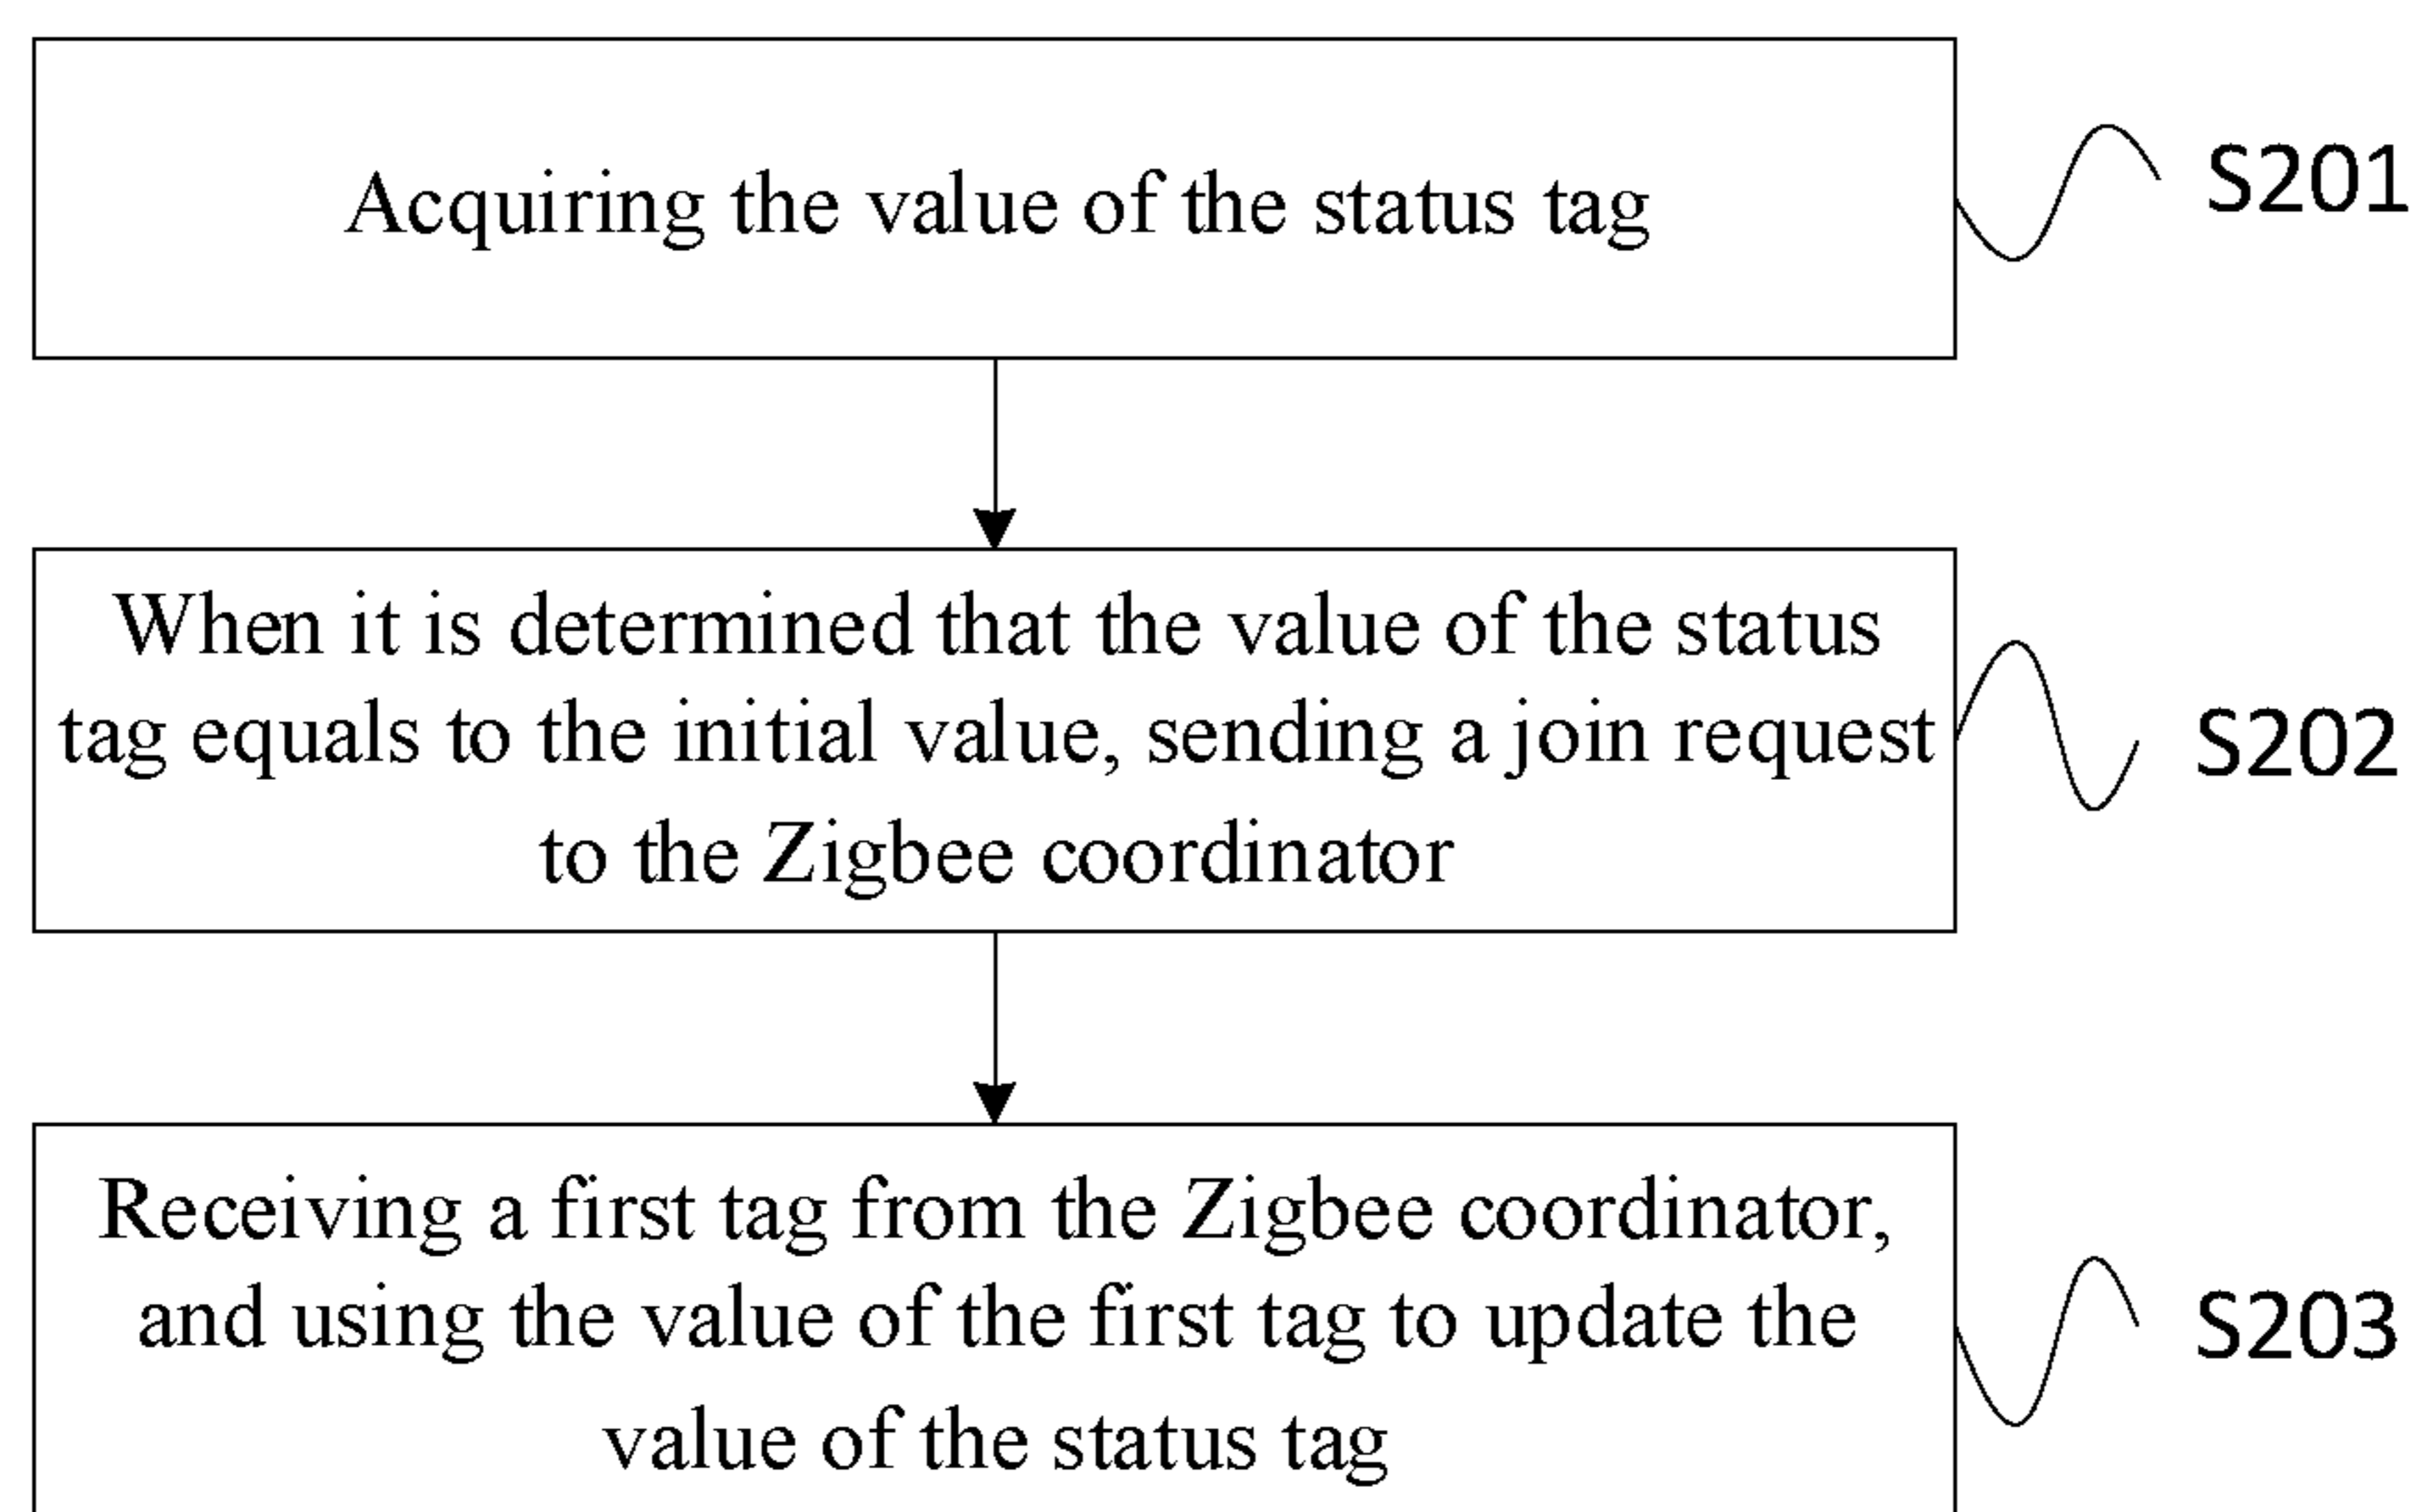 Acquiring the value of the status tag
S201
When it is determined that the value of the status
tag equals to the initial value, sending a join request
to the Zigbee coordinator
S202
Receiving a first tag from the Zigbee coordinator,
and using the value of the first tag to update the
value of the status tag
S203